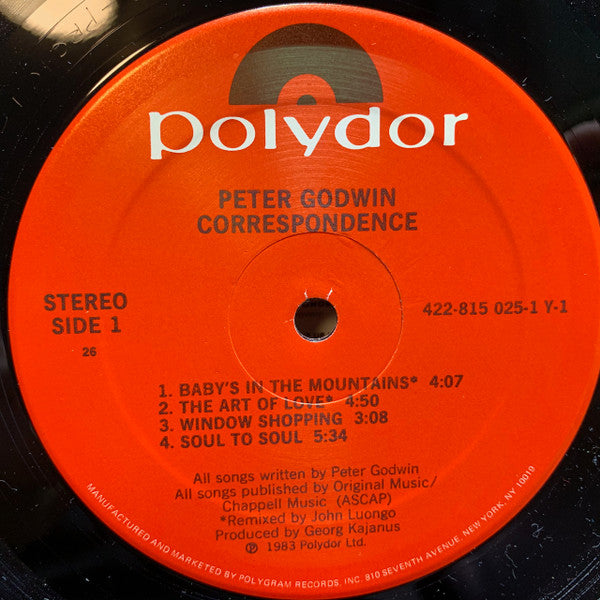 polydor
PETER GODWIN
CORRESPONDENCE
STEREO
SIDE 1
26
422-815 025-1 Y-1
1. BABY'S IN THE MOUNTAINS* 4:07
2. THE ART OF LOVE* 4:50
3. WINDOW SHOPPING 3:08
4. SOUL TO SOUL 5:34
All songs written by Peter Godwin
All songs published by Original Music/
Chappell Music (ASCAP)
*Remixed by John Luongo
Produced by Georg Kajanus
℗ 1983 Polydor Ltd.
MANUFACTURED AND MARKETED BY POLYGRAM RECORDS, INC. 810 SEVENTH AVENUE, NEW YORK, NY 10019